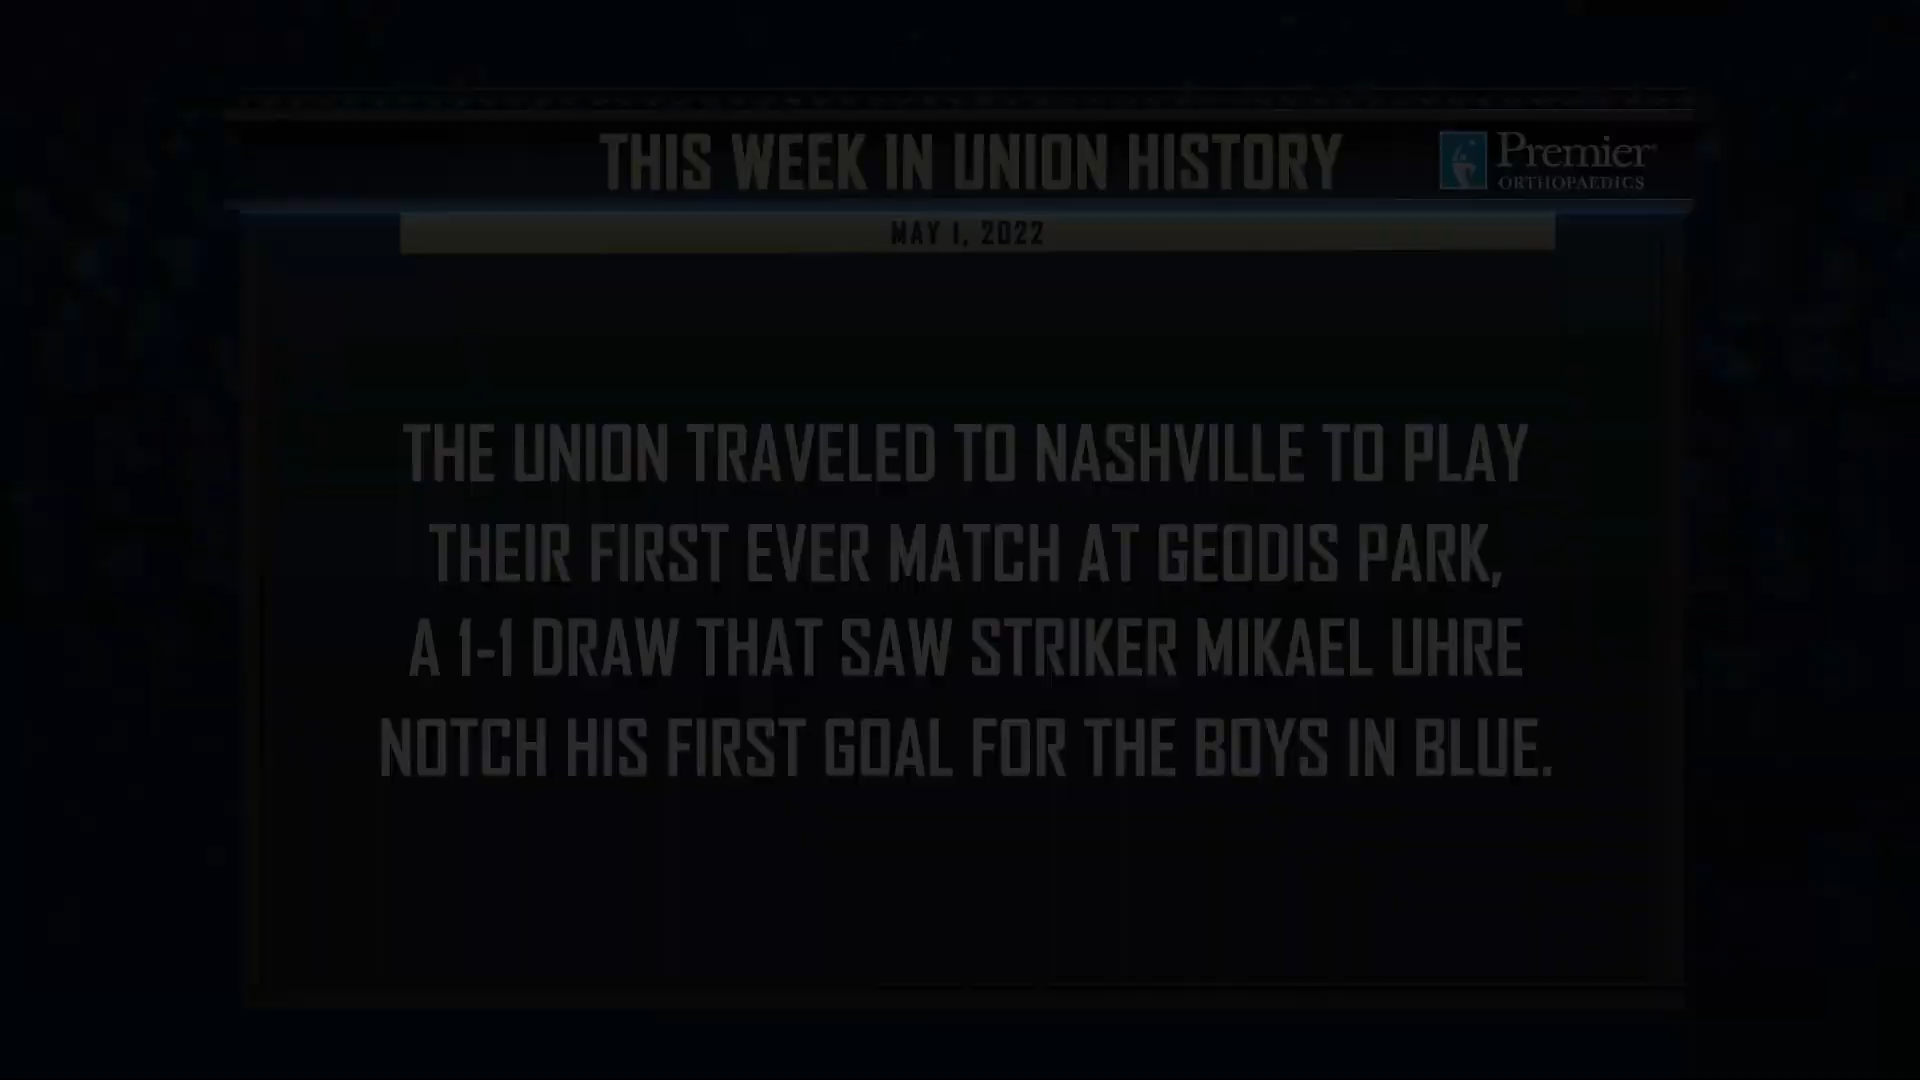 THIS WEEK IN UNION HISTORY
Premier
ORTHOPAEDICS
MAY 1, 2022
THE UNION TRAVELED TO NASHVILLE TO PLAY
THEIR FIRST EVER MATCH AT GEODIS PARK,
A 1-1 DRAW THAT SAW STRIKER MIKAEL UHRE
NOTCH HIS FIRST GOAL FOR THE BOYS IN BLUE.